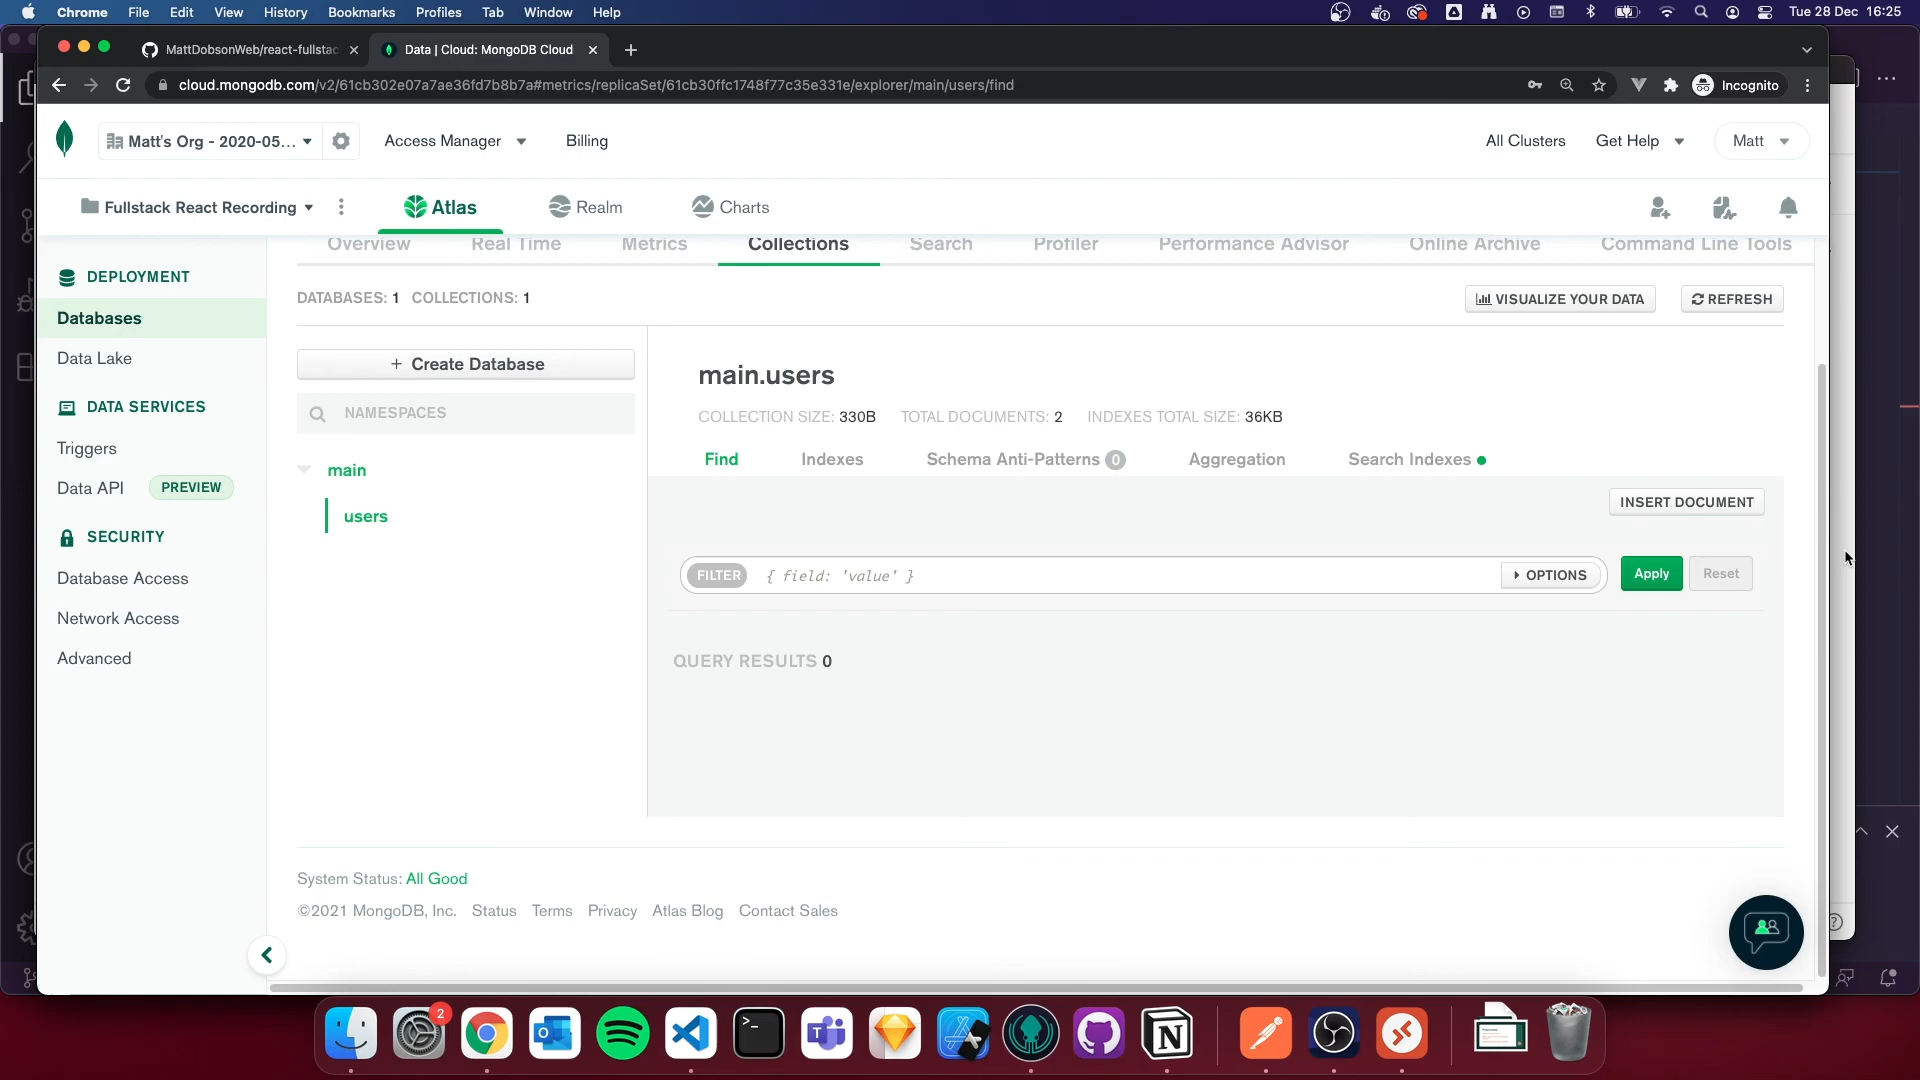 Chrome File Edit View History Bookmarks Profiles Tab Window Help Tue 28 Dec 16:25
MattDobsonWeb/react-fullstac Data | Cloud: MongoDB Cloud
cloud.mongodb.com/v2/61cb302e07a7ae36fd7b8b7a#metrics/replicaSet/61cb30ffc1748f77c35e331e/explorer/main/users/find Incognito
Matt's Org - 2020-05... Access Manager Billing All Clusters Get Help Matt
Fullstack React Recording Atlas Realm Charts
Overview Real Time Metrics Collections Search Profiler Performance Advisor Online Archive Command Line Tools
DEPLOYMENT
Databases
Data Lake
DATA SERVICES
Triggers
Data API PREVIEW
SECURITY
Database Access
Network Access
Advanced
DATABASES: 1 COLLECTIONS: 1
VISUALIZE YOUR DATA REFRESH
+ Create Database
NAMESPACES
main
users
main.users
COLLECTION SIZE: 330B TOTAL DOCUMENTS: 2 INDEXES TOTAL SIZE: 36KB
Find Indexes Schema Anti-Patterns 0 Aggregation Search Indexes
INSERT DOCUMENT
FILTER { field: 'value' } OPTIONS Apply Reset
QUERY RESULTS 0
System Status: All Good
©2021 MongoDB, Inc. Status Terms Privacy Atlas Blog Contact Sales
2